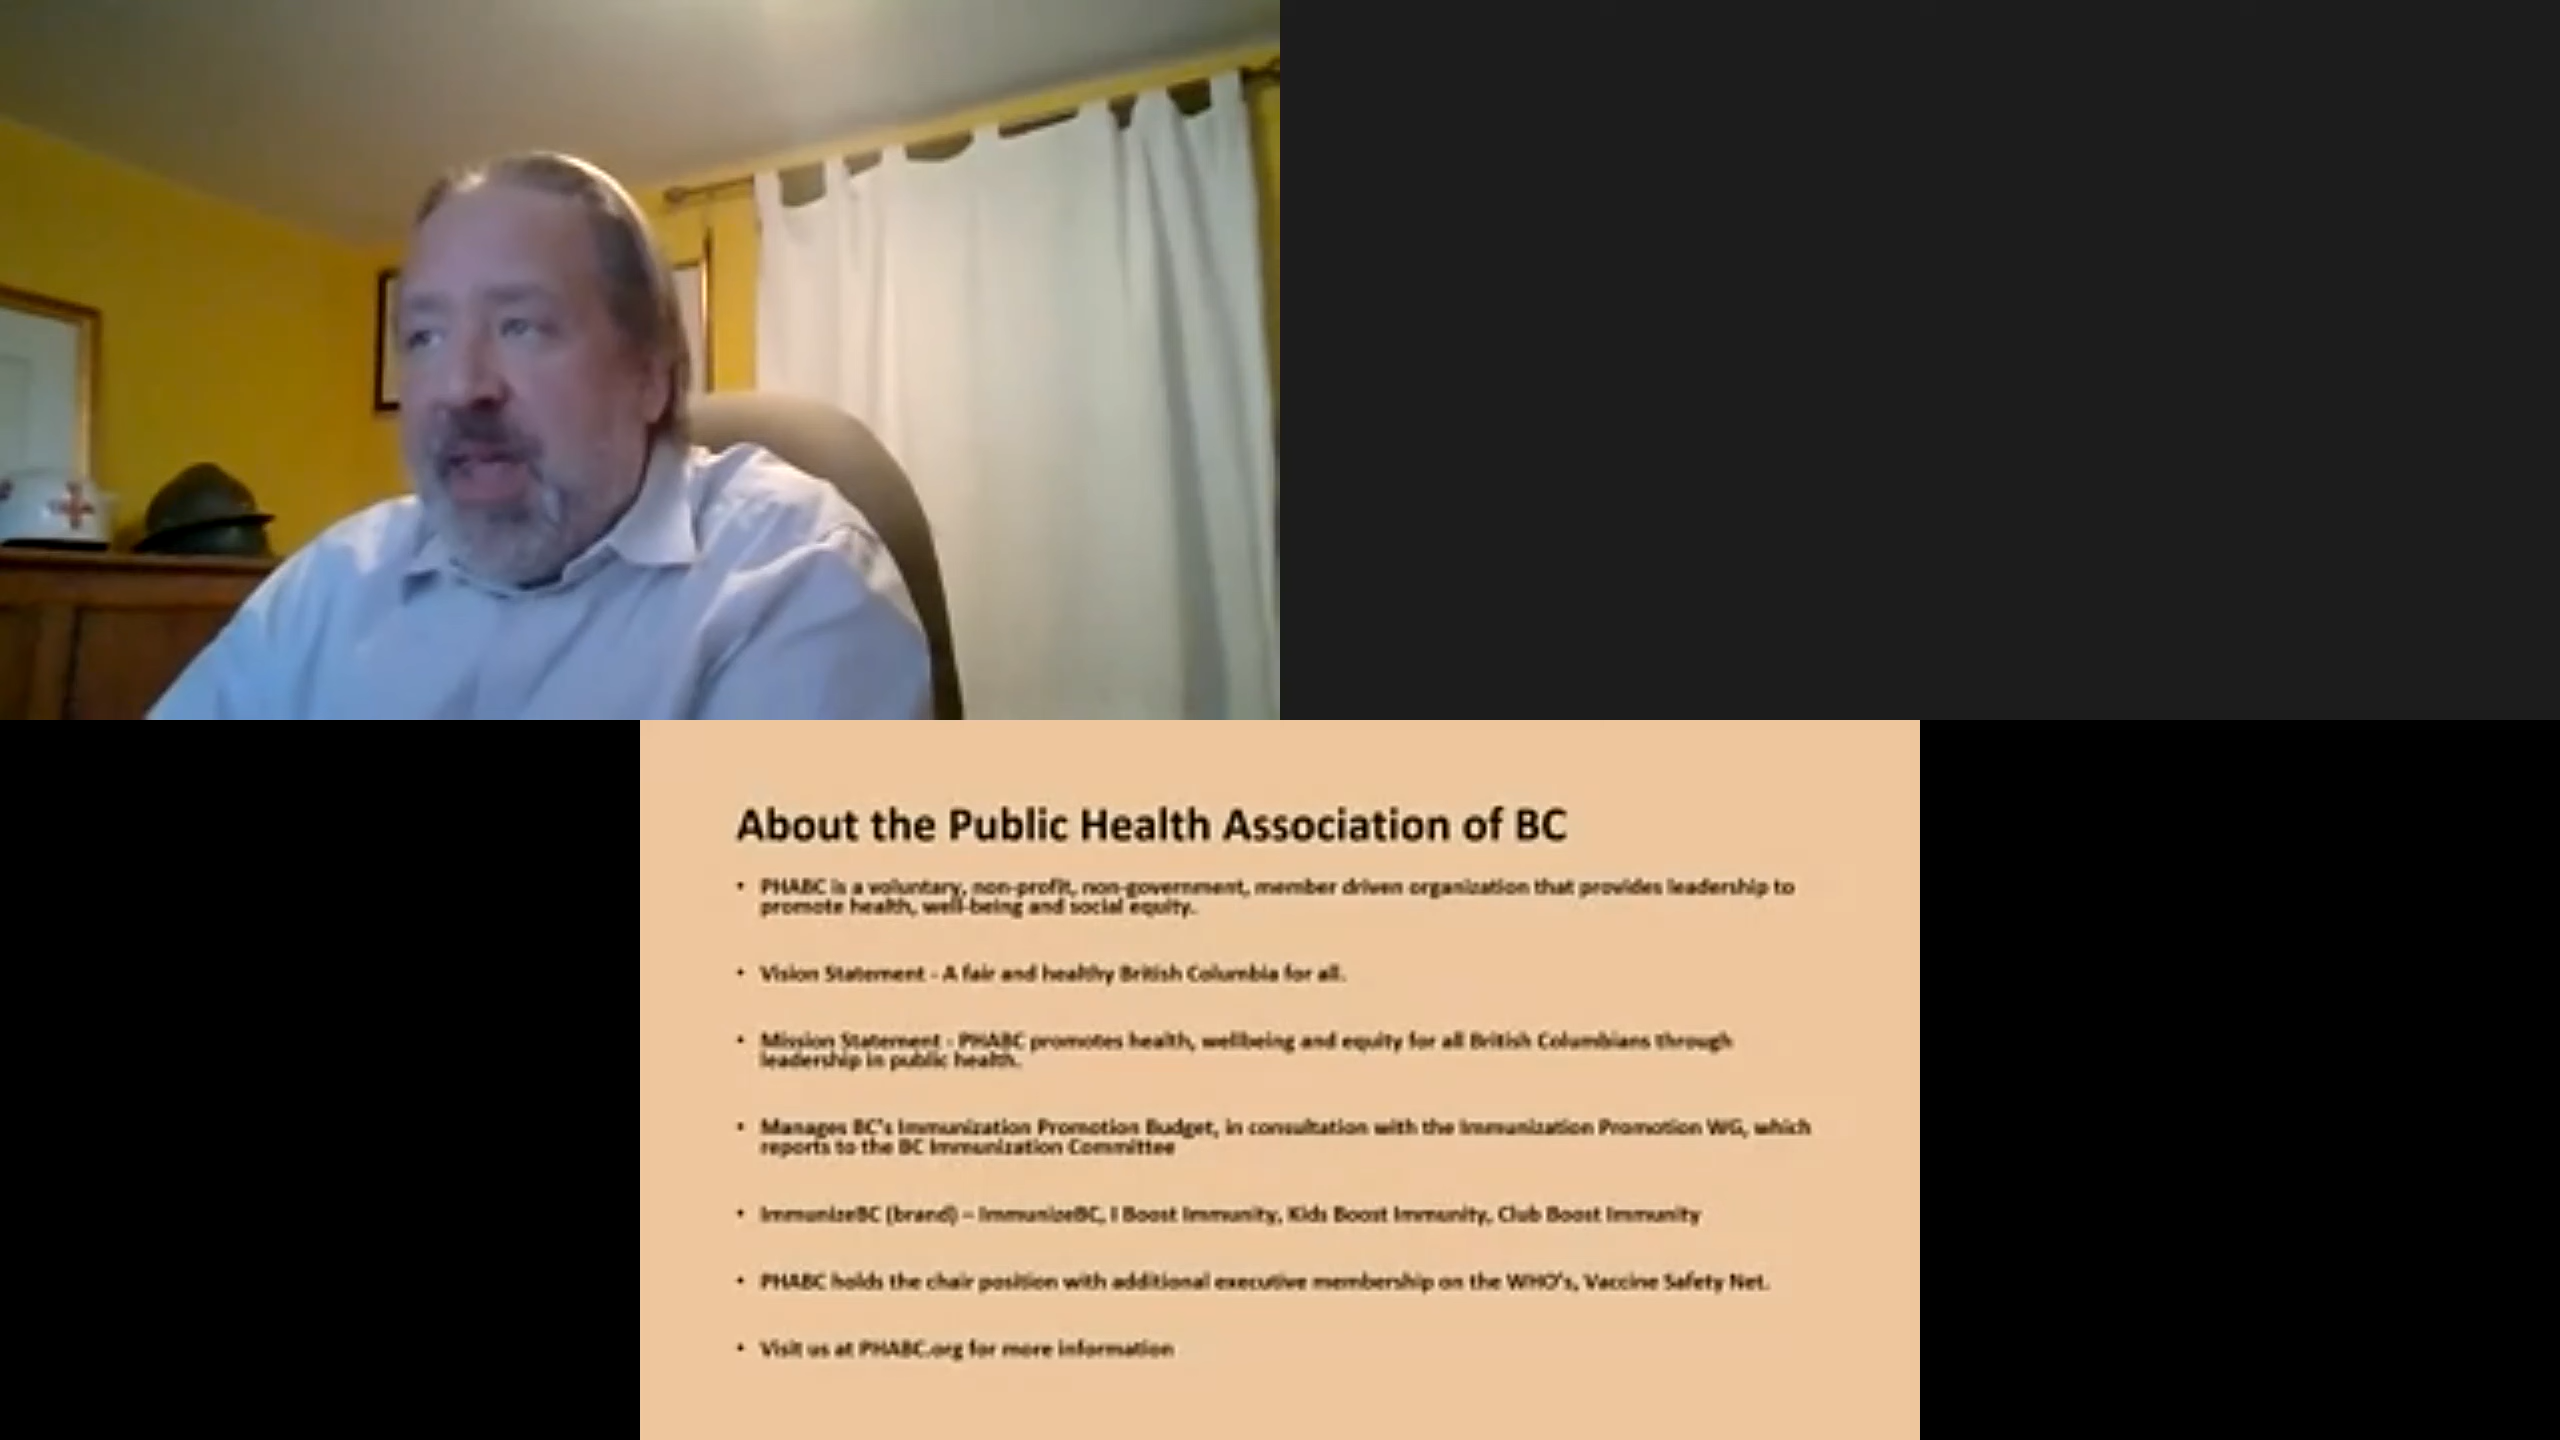 About the Public Health Association of BC
• PHABC is a voluntary, non-profit, non-government, member driven organization that provides leadership to
promote health, well-being and social equity.
• Vision Statement - A fair and healthy British Columbia for all.
• Mission Statement - PHABC promotes health, wellbeing and equity for all British Columbians through
leadership in public health.
• Manages BC's Immunization Promotion Budget, in consultation with the Immunization Promotion WG, which
reports to the BC Immunization Committee
• ImmunizeBC (brand) – ImmunizeBC, I Boost Immunity, Kids Boost Immunity, Club Boost Immunity
• PHABC holds the chair position with additional executive membership on the WHO's, Vaccine Safety Net.
• Visit us at PHABC.org for more information